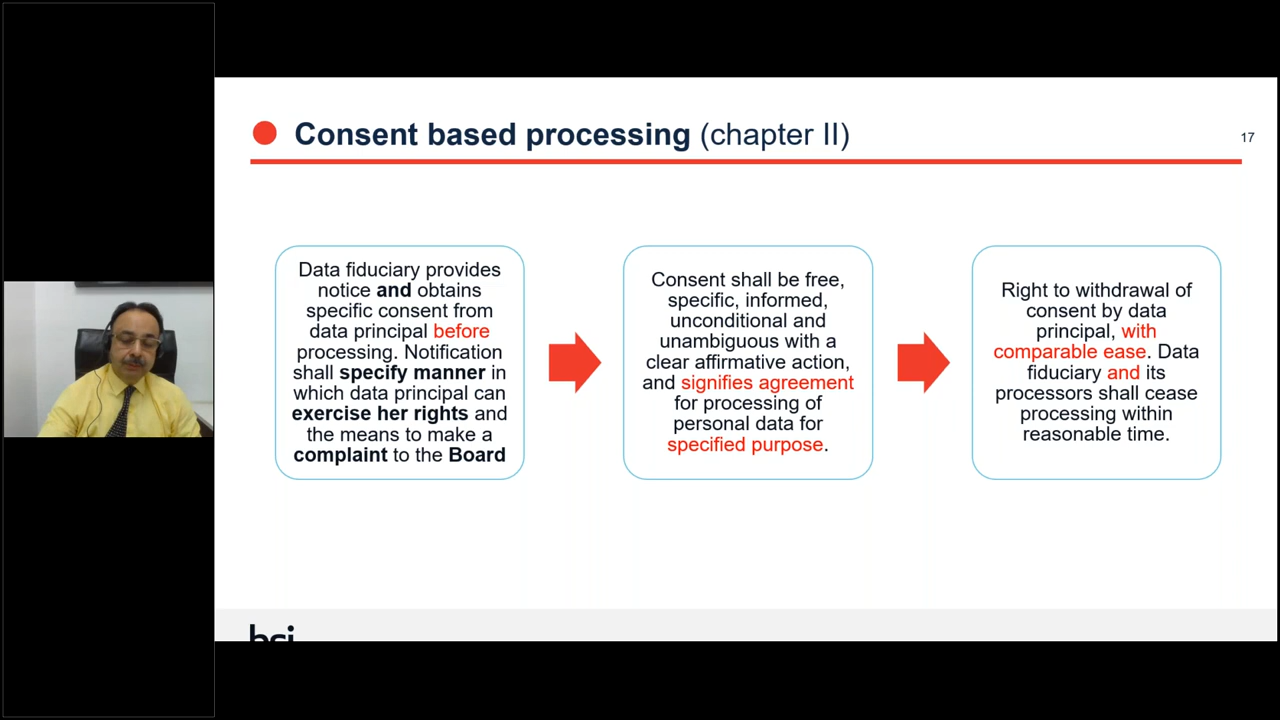 Consent based processing (chapter II)
17
Data fiduciary provides
notice and obtains
specific consent from
data principal before
processing. Notification
shall specify manner in
which data principal can
exercise her rights and
the means to make a
complaint to the Board
Consent shall be free,
specific, informed,
unconditional and
unambiguous with a
clear affirmative action,
and signifies agreement
for processing of
personal data for
specified purpose.
Right to withdrawal of
consent by data
principal, with
comparable ease. Data
fiduciary and its
processors shall cease
processing within
reasonable time.
bsi